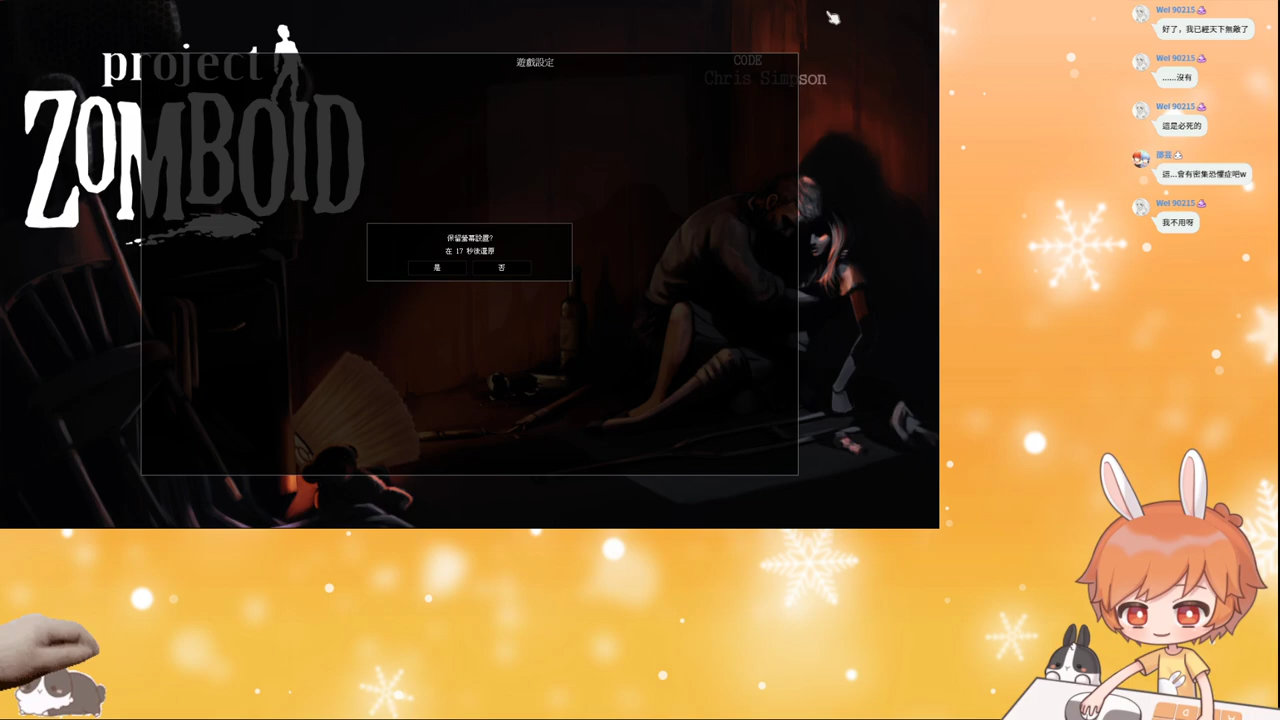 project
ZOMBOID
遊戲設定
CODE
Chris Simpson
保留螢幕設置?
在 17 秒後還原
是
否
Wei 90215
好了，我已經天下無敵了
Wei 90215
......沒有
Wei 90215
這是必死的
這...會有密集恐懼症吧w
Wei 90215
我不用呀